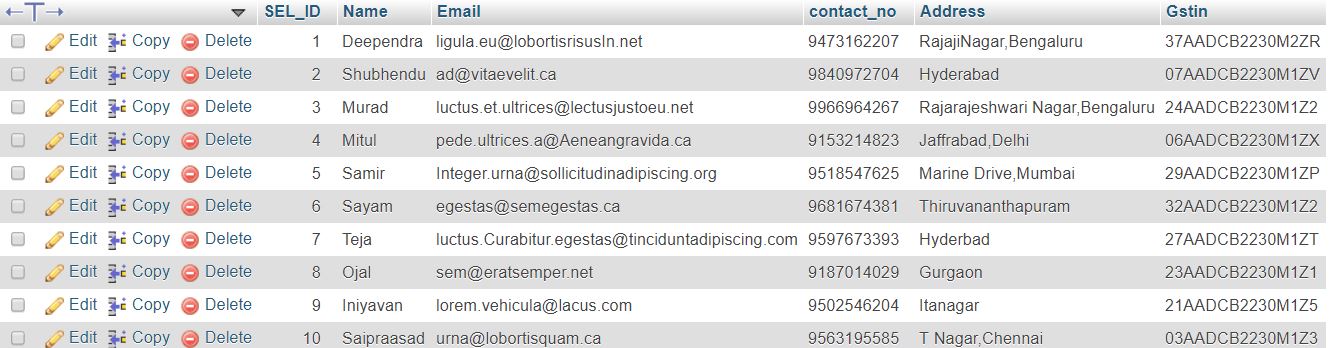 SEL_ID Name Email contact_no Address Gstin
Edit Copy Delete 1 Deependra ligula.eu@lobortisrisusIn.net 9473162207 RajajiNagar,Bengaluru 37AADCB2230M2ZR
Edit Copy Delete 2 Shubhendu ad@vitaevelit.ca 9840972704 Hyderabad 07AADCB2230M1ZV
Edit Copy Delete 3 Murad luctus.et.ultrices@lectusjustoeu.net 9966964267 Rajarajeshwari Nagar,Bengaluru 24AADCB2230M1Z2
Edit Copy Delete 4 Mitul pede.ultrices.a@Aeneangravida.ca 9153214823 Jaffrabad,Delhi 06AADCB2230M1ZX
Edit Copy Delete 5 Samir Integer.urna@sollicitudinadipiscing.org 9518547625 Marine Drive,Mumbai 29AADCB2230M1ZP
Edit Copy Delete 6 Sayam egestas@semegestas.ca 9681674381 Thiruvananthapuram 32AADCB2230M1Z2
Edit Copy Delete 7 Teja luctus.Curabitur.egestas@tinciduntadipiscing.com 9597673393 Hyderbad 27AADCB2230M1ZT
Edit Copy Delete 8 Ojal sem@eratsemper.net 9187014029 Gurgaon 23AADCB2230M1Z1
Edit Copy Delete 9 Iniyavan lorem.vehicula@lacus.com 9502546204 Itanagar 21AADCB2230M1Z5
Edit Copy Delete 10 Saipraasad urna@lobortisquam.ca 9563195585 T Nagar,Chennai 03AADCB2230M1Z3